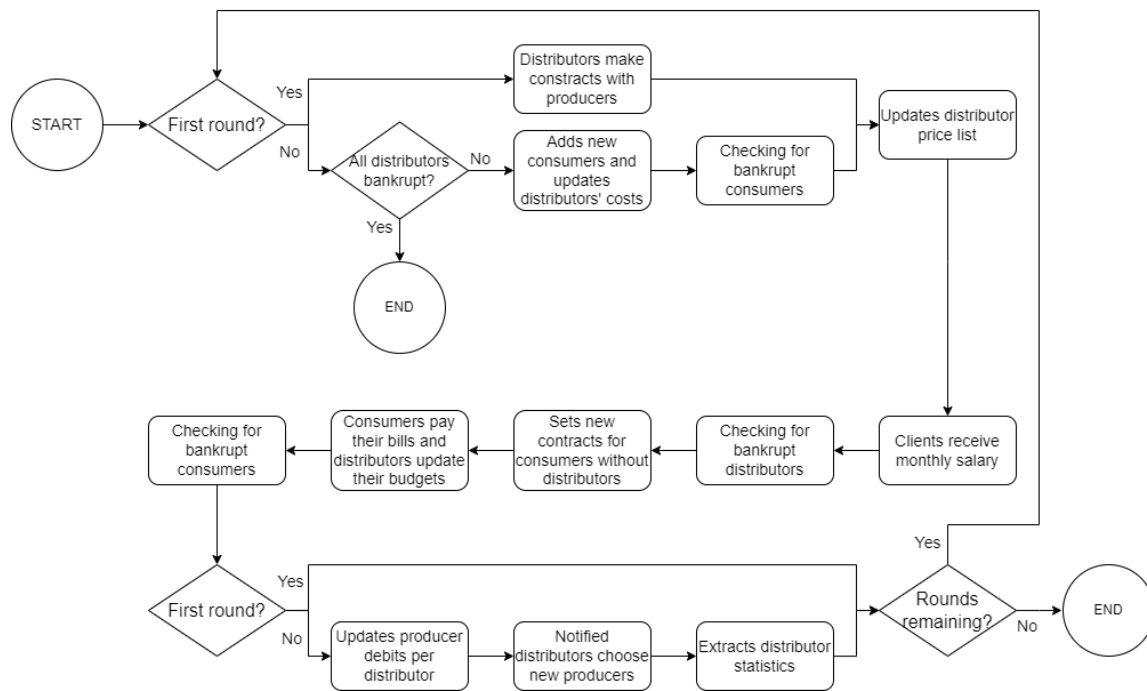 START
First round?
Yes
No
Distributors make
constracts with
producers
All distributors
bankrupt?
No
Yes
END
Adds new
consumers and
updates
distributors' costs
Checking for
bankrupt
consumers
Updates distributor
price list
Clients receive
monthly salary
Checking for
bankrupt
distributors
Sets new
contracts for
consumers without
distributors
Consumers pay
their bills and
distributors update
their budgets
Checking for
bankrupt
consumers
First round?
Yes
No
Updates producer
debits per
distributor
Notified
distributors choose
new producers
Extracts distributor
statistics
Rounds
remaining?
Yes
No
END